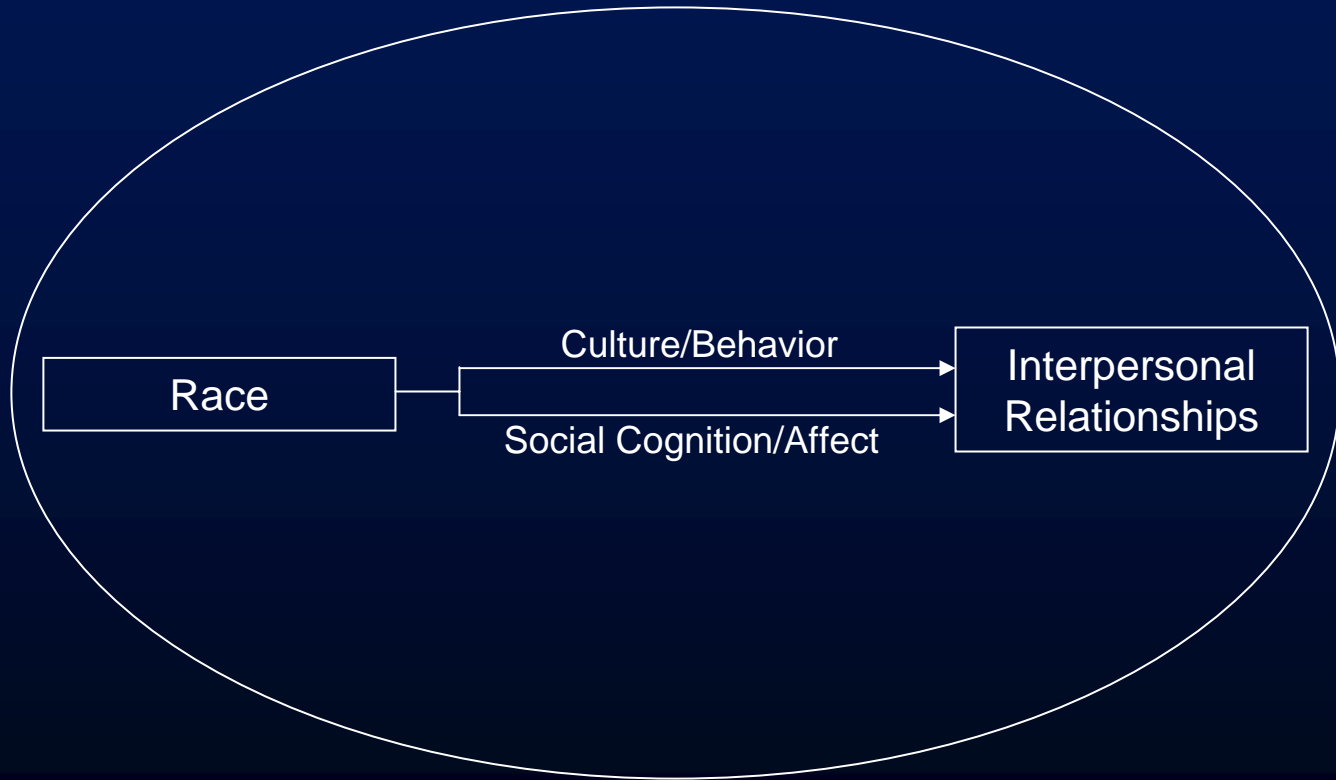 Culture/Behavior
Race
Interpersonal
Relationships
Social Cognition/Affect